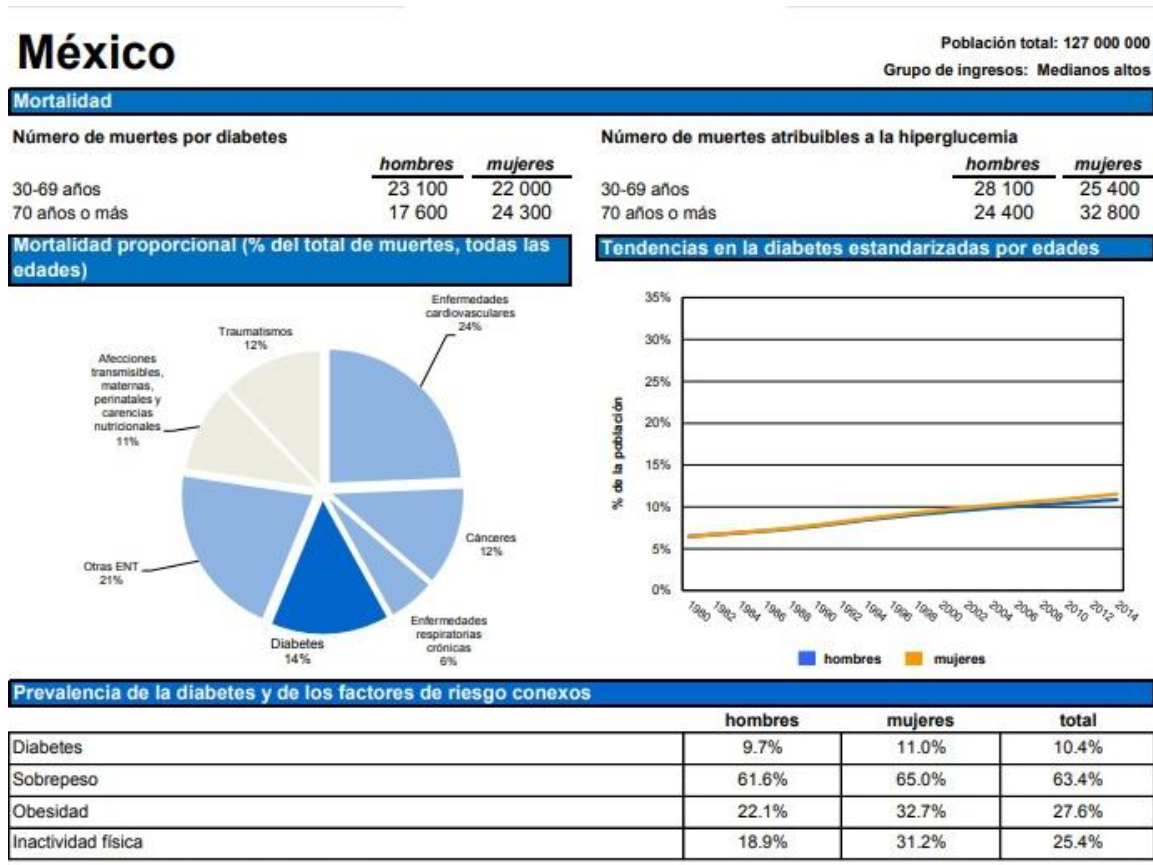 México
Población total: 127 000 000
Grupo de ingresos: Medianos altos
Mortalidad
Número de muertes por diabetes
hombres mujeres
30-69 años 23 100 22 000
70 años o más 17 600 24 300
Número de muertes atribuibles a la hiperglucemia
hombres mujeres
30-69 años 28 100 25 400
70 años o más 24 400 32 800
Mortalidad proporcional (% del total de muertes, todas las
edades)
Enfermedades
cardiovasculares
24%
Traumatismos
12%
Afecciones
transmisibles,
maternas,
perinatales y
carencias
nutricionales
11%
Cánceres
12%
Otras ENT
21%
Enfermedades
respiratorias
crónicas
6%
Diabetes
14%
Tendencias en la diabetes estandarizadas por edades
% de la población
35%
30%
25%
20%
15%
10%
5%
0%
1980 1982 1984 1986 1988 1990 1992 1994 1996 1998 2000 2002 2004 2006 2008 2010 2012 2014
hombres mujeres
Prevalencia de la diabetes y de los factores de riesgo conexos
hombres mujeres total
Diabetes 9.7% 11.0% 10.4%
Sobrepeso 61.6% 65.0% 63.4%
Obesidad 22.1% 32.7% 27.6%
Inactividad física 18.9% 31.2% 25.4%